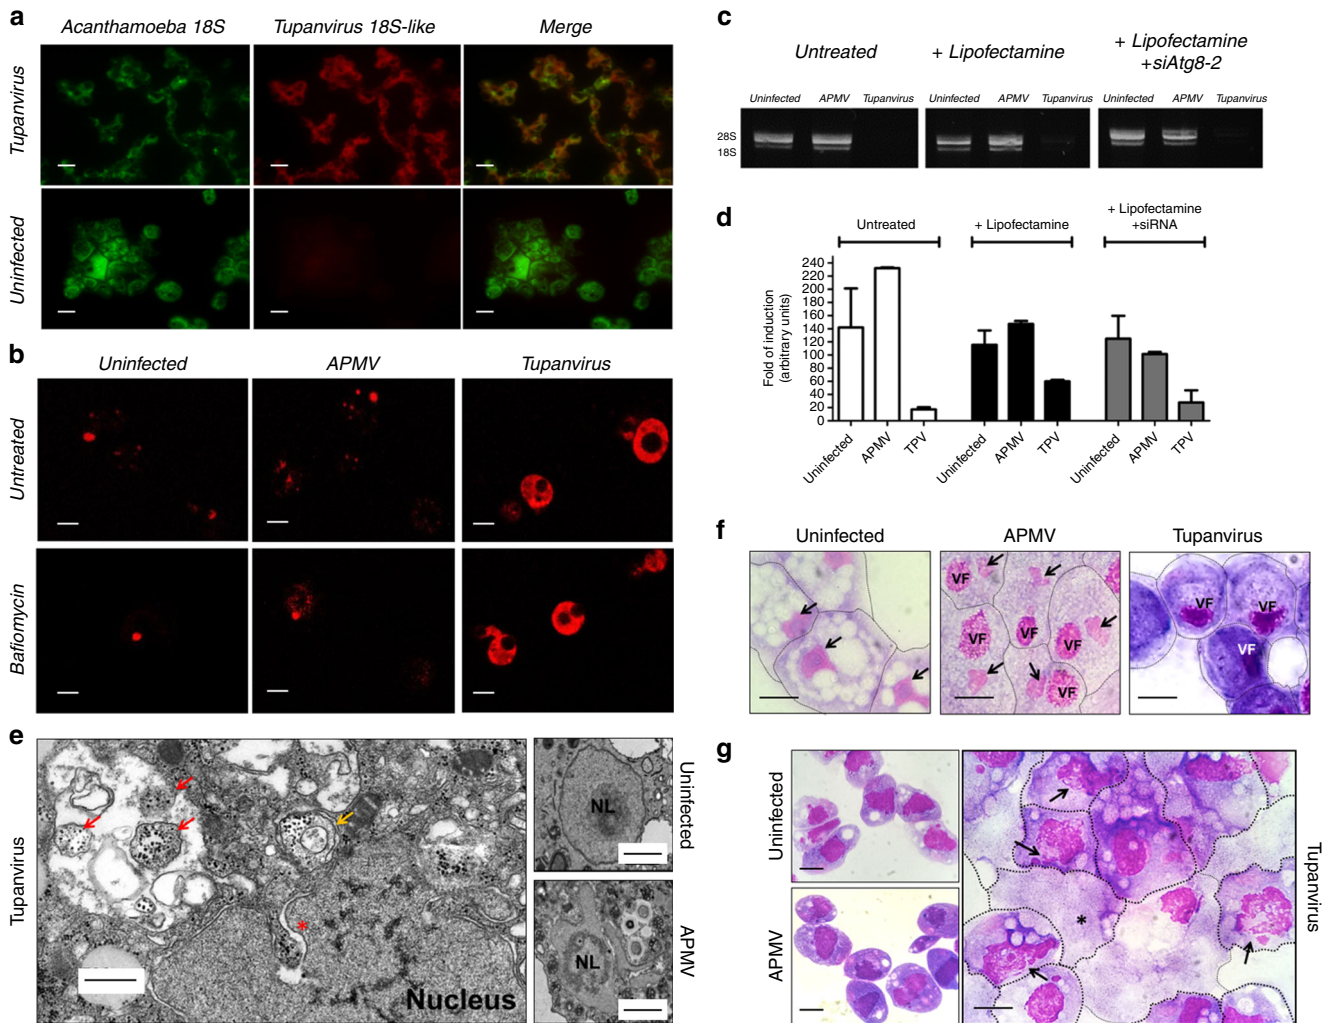 a
Acanthamoeba 18S
Tupanvirus 18S-like
Merge
Tupanvirus
Uninfected
b
Uninfected
APMV
Tupanvirus
Untreated
Bafiomycin
c
Untreated
+ Lipofectamine
+ Lipofectamine
+siAtg8-2
Uninfected
APMV
Tupanvirus
Uninfected
APMV
Tupanvirus
Uninfected
APMV
Tupanvirus
28S
18S
d
Untreated
+ Lipofectamine
+ Lipofectamine
+siRNA
Fold of induction
(arbitrary units)
240
220
200
180
160
140
120
100
80
60
40
20
0
Uninfected
APMV
TPV
Uninfected
APMV
TPV
Uninfected
APMV
TPV
e
Tupanvirus
*
Nucleus
NL
Uninfected
NL
APMV
f
Uninfected
APMV
Tupanvirus
VF
VF
VF
VF
VF
VF
VF
VF
g
Uninfected
APMV
*
Tupanvirus